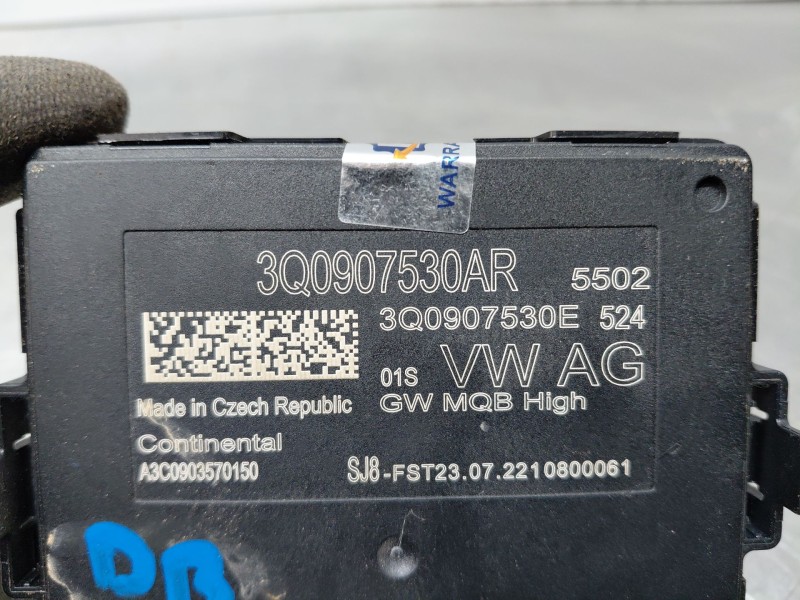 WARRA
3Q0907530AR 5502
3Q0907530E 524
01S VW AG
Made in Czech Republic GW MQB High
Continental
A3C0903570150 SJ8-FST23.07.2210800061
DB